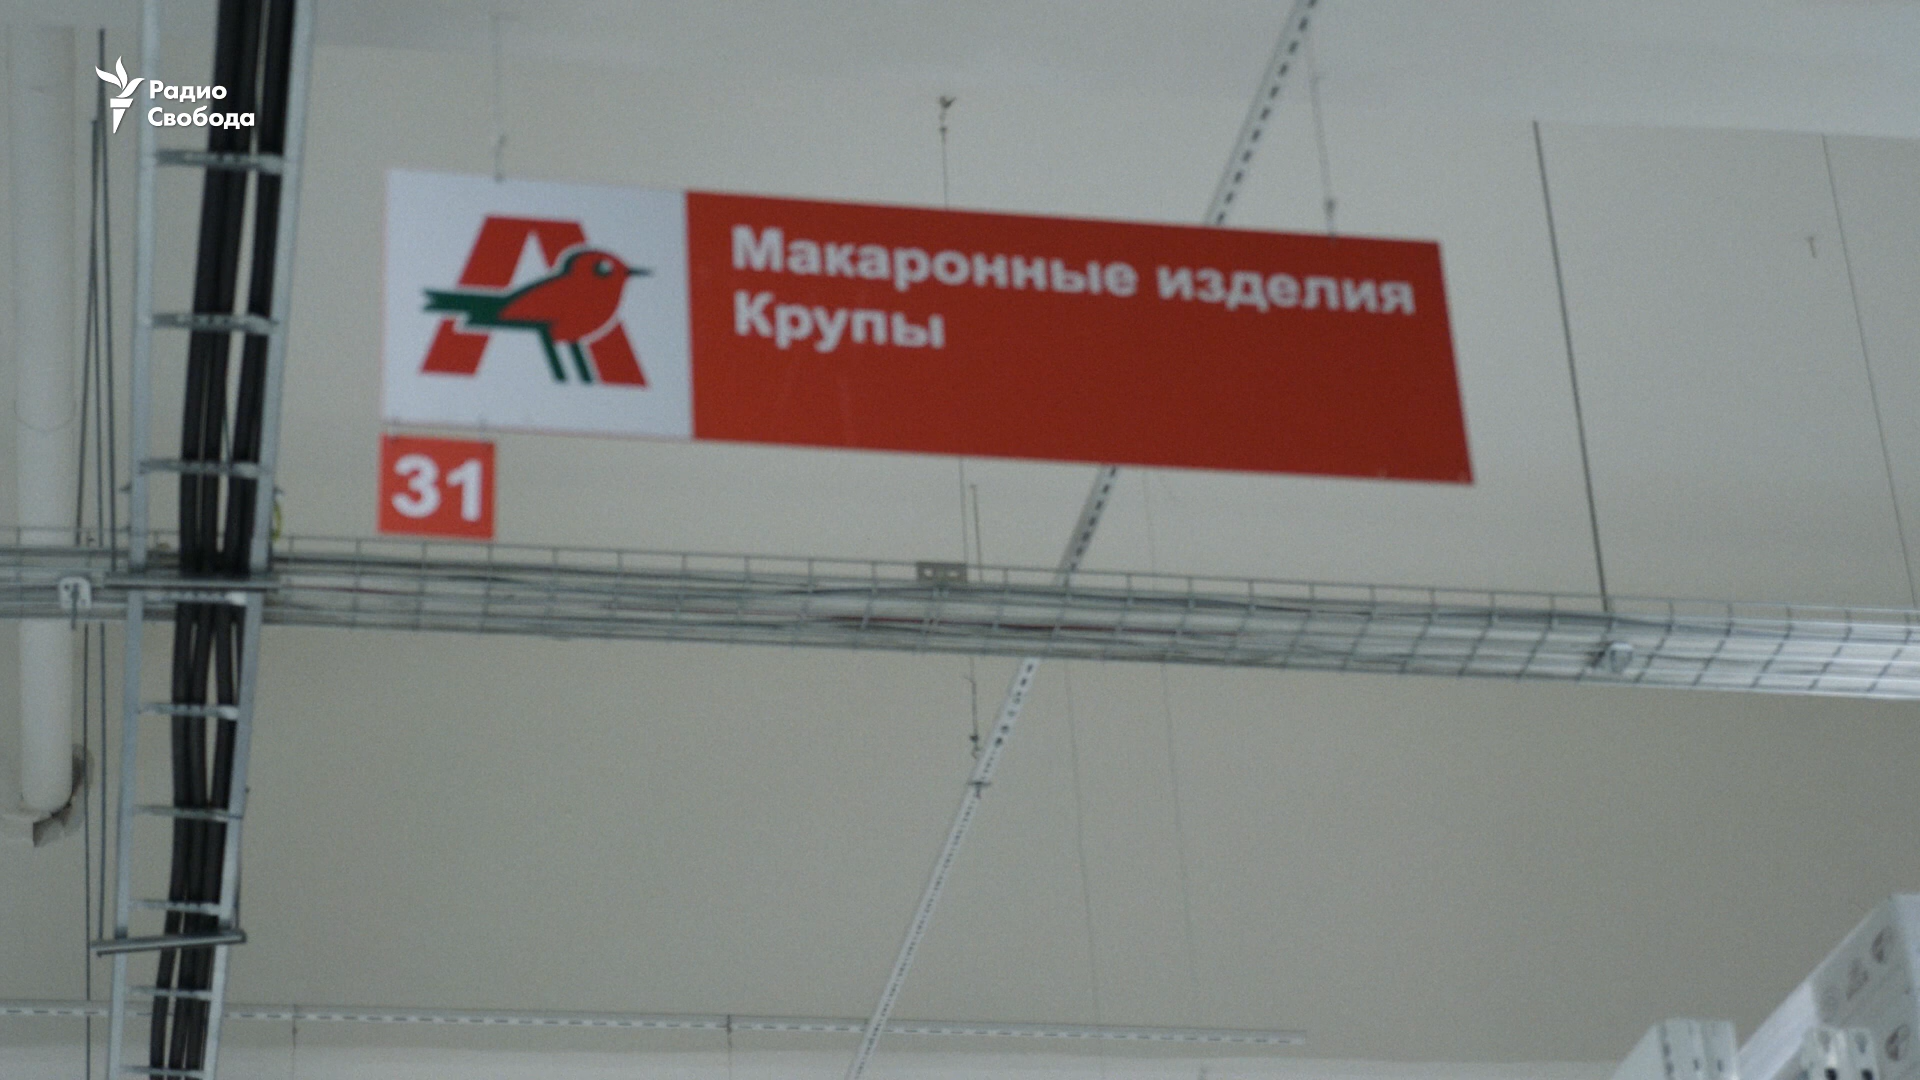 Радио
Свобода
Макаронные изделия
Крупы
31